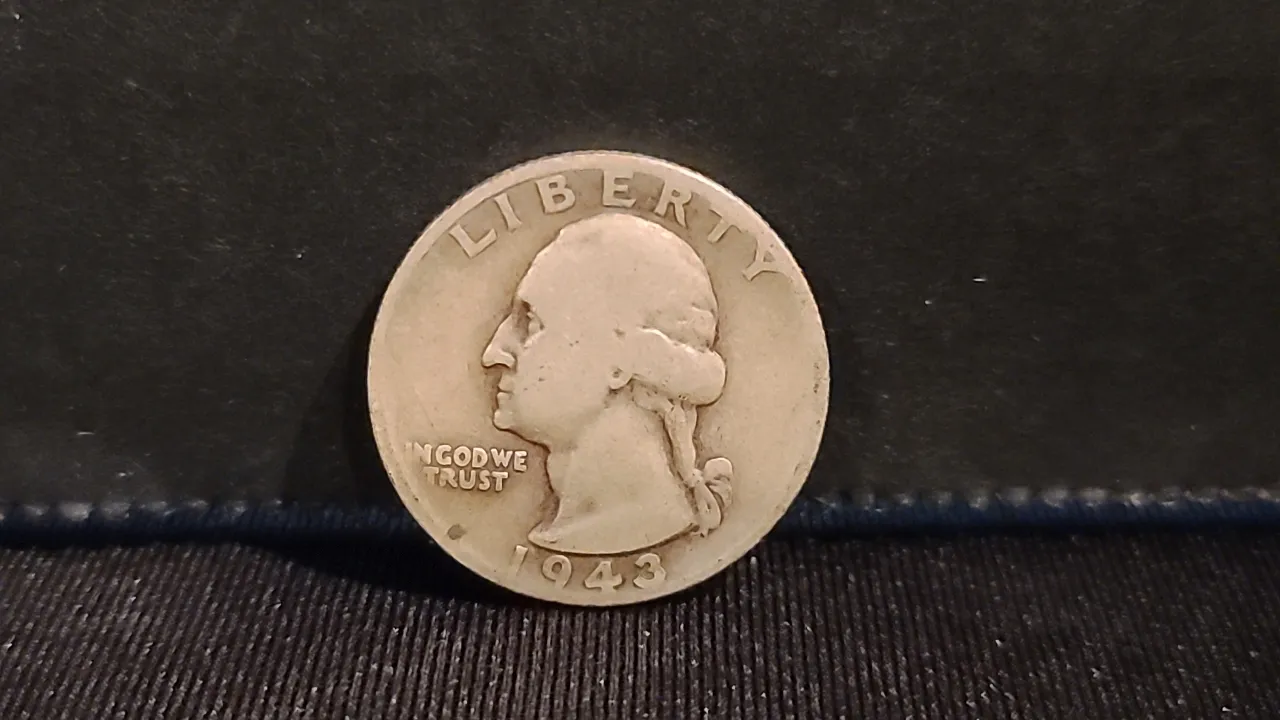 LIBERTY
IN GOD WE
TRUST
1943